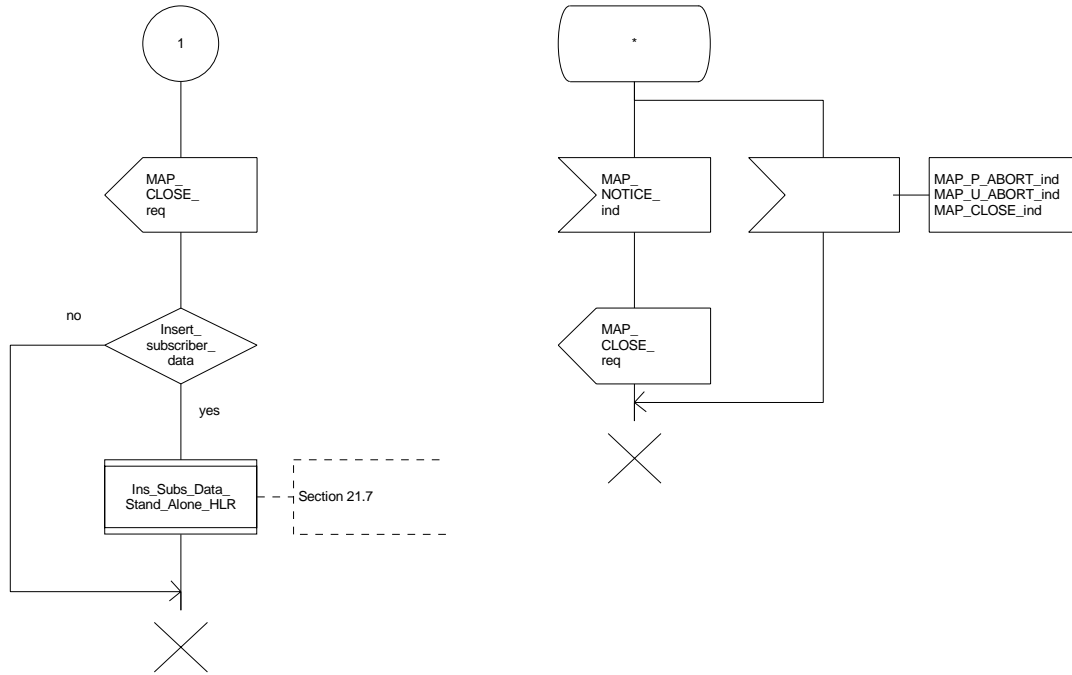 1
MAP_
CLOSE_
req
no
Insert_
subscriber_
data
yes
Ins_Subs_Data_
Stand_Alone_HLR
Section 21.7
*
MAP_
NOTICE_
ind
MAP_P_ABORT_ind
MAP_U_ABORT_ind
MAP_CLOSE_ind
MAP_
CLOSE_
req